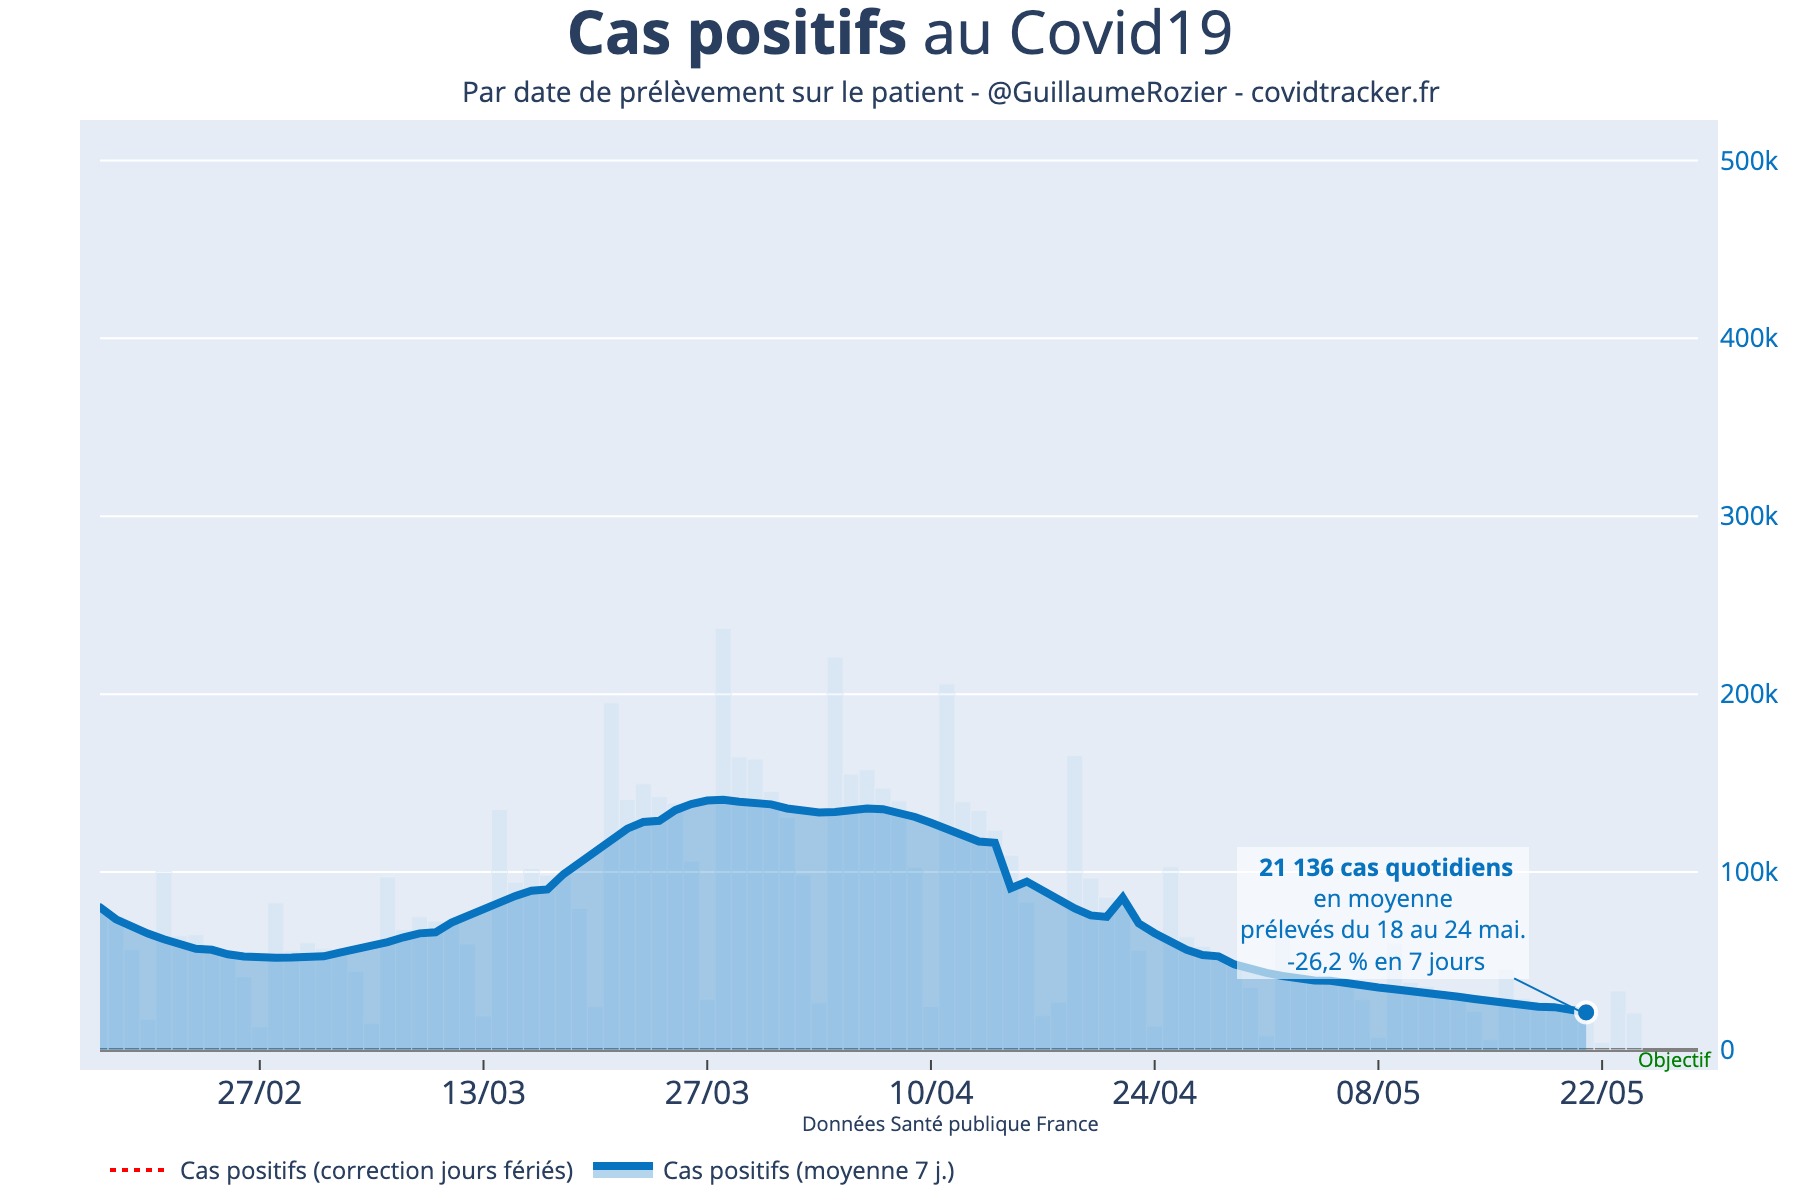 Cas positifs au Covid19
Par date de prélèvement sur le patient - @GuillaumeRozier - covidtracker.fr
500k
400k
300k
200k
100k
0
21 136 cas quotidiens
en moyenne
prélevés du 18 au 24 mai.
-26,2 % en 7 jours
Objectif
27/02 13/03 27/03 10/04 24/04 08/05 22/05
Données Santé publique France
Cas positifs (correction jours fériés) Cas positifs (moyenne 7 j.)